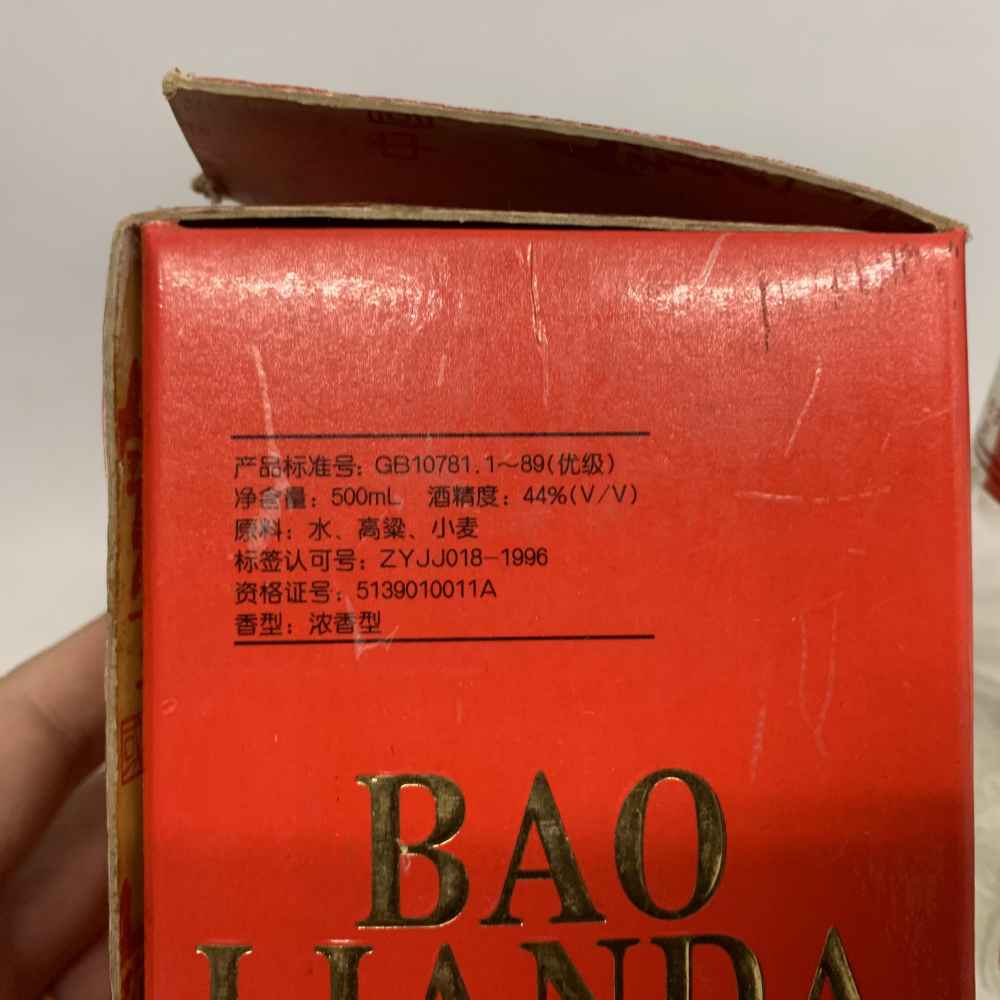 产品标准号：GB10781.1～89(优级)
净含量：500mL 酒精度：44%(V/V)
原料：水、高粱、小麦
标签认可号：ZYJJ018-1996
资格证号：5139010011A
香型：浓香型
BAO
LIANDA